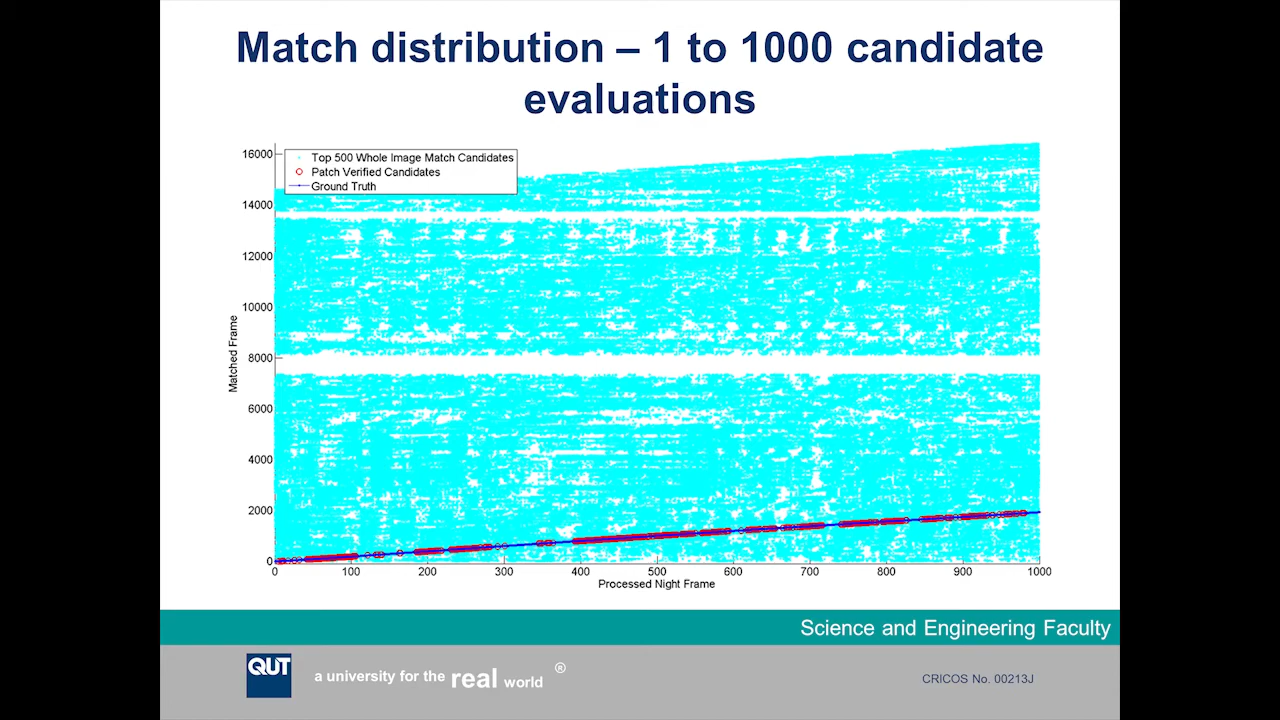 Match distribution – 1 to 1000 candidate
evaluations
Top 500 Whole Image Match Candidates
Patch Verified Candidates
Ground Truth
16000
14000
12000
10000
8000
6000
4000
2000
0
Matched Frame
0 100 200 300 400 500 600 700 800 900 1000
Processed Night Frame
Science and Engineering Faculty
QUT
a university for the real world ®
CRICOS No. 00213J